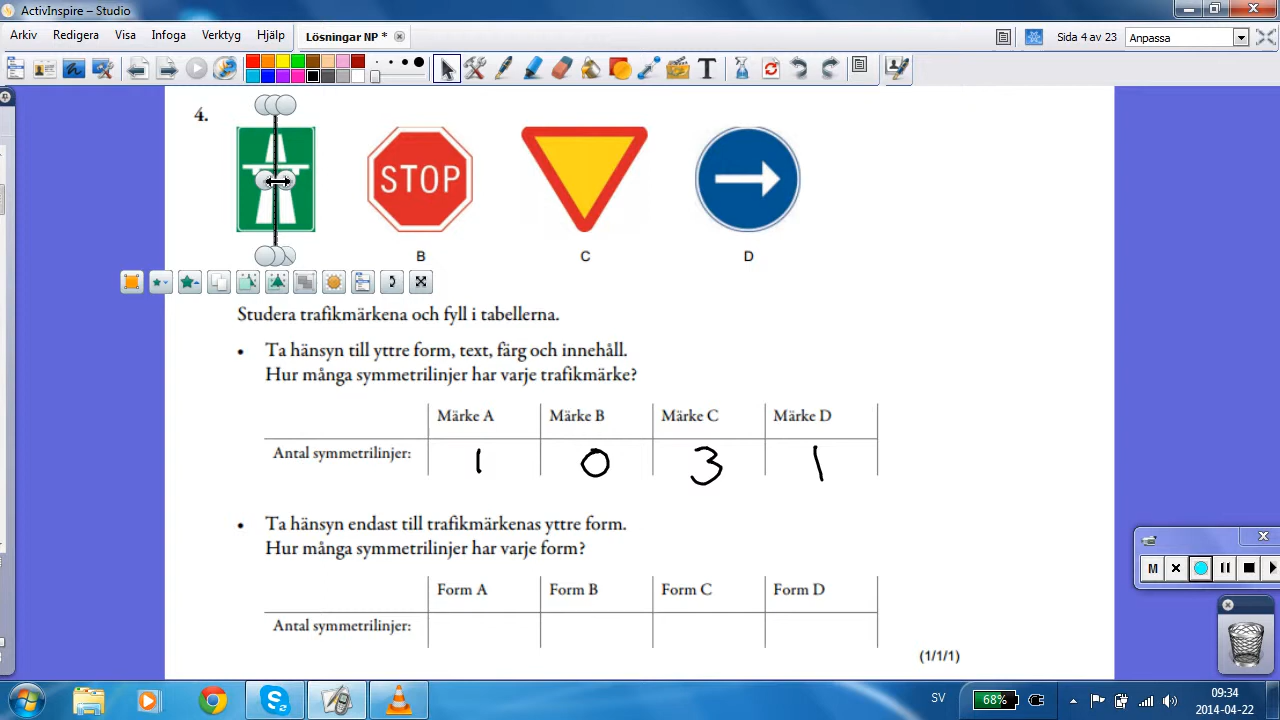 ActivInspire – Studio
Arkiv Redigera Visa Infoga Verktyg Hjälp
Lösningar NP *
Sida 4 av 23
Anpassa
4.
STOP
B C D
Studera trafikmärkena och fyll i tabellerna.
• Ta hänsyn till yttre form, text, färg och innehåll.
Hur många symmetrilinjer har varje trafikmärke?
Märke A Märke B Märke C Märke D
Antal symmetrilinjer: 1 0 3 1
• Ta hänsyn endast till trafikmärkenas yttre form.
Hur många symmetrilinjer har varje form?
Form A Form B Form C Form D
Antal symmetrilinjer:
(1/1/1)
M
SV 68% 09:34
2014-04-22